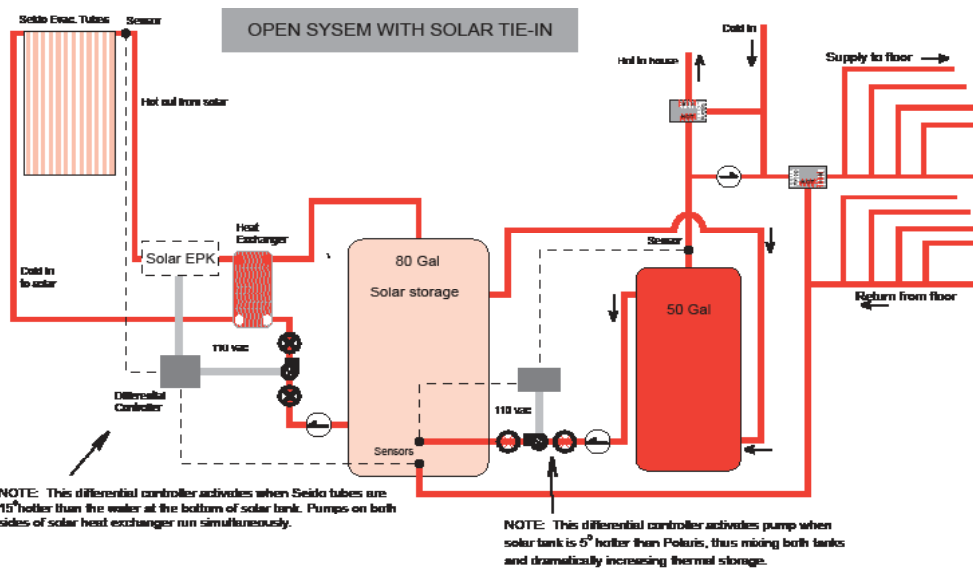 Seido Evac. Tubes
Sensor
OPEN SYSEM WITH SOLAR TIE-IN
Cold in
Hot in house
Supply to floor
Hot out from solar
Heat
Exchanger
Solar EPK
80 Gal
Solar storage
Sensor
Cold in
to solar
50 Gal
Return from floor
110 vac
Differential
Controller
110 vac
Sensors
NOTE: This differential controller activates when Seido tubes are
15° hotter than the water at the bottom of solar tank. Pumps on both
sides of solar heat exchanger run simultaneously.
NOTE: This differential controller activates pump when
solar tank is 5° hotter than Polaris, thus mixing both tanks
and dramatically increasing thermal storage.